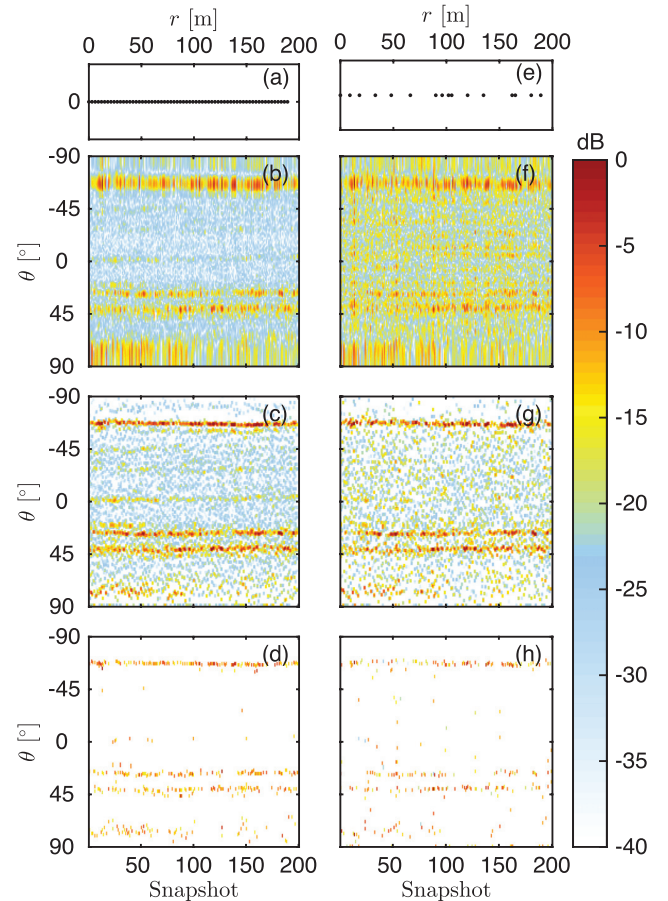 r [m] r [m]
0 50 100 150 200 0 50 100 150 200
(a) (e)
0
dB
-90 (b) (f) 0
-45 -5
θ [°] 0 -10
45
90 -15
-90 (c) (g)
-45 -20
θ [°] 0
45 -25
90
-90 (d) (h) -30
-45
θ [°] 0 -35
45
90 -40
50 100 150 200 50 100 150 200
Snapshot Snapshot